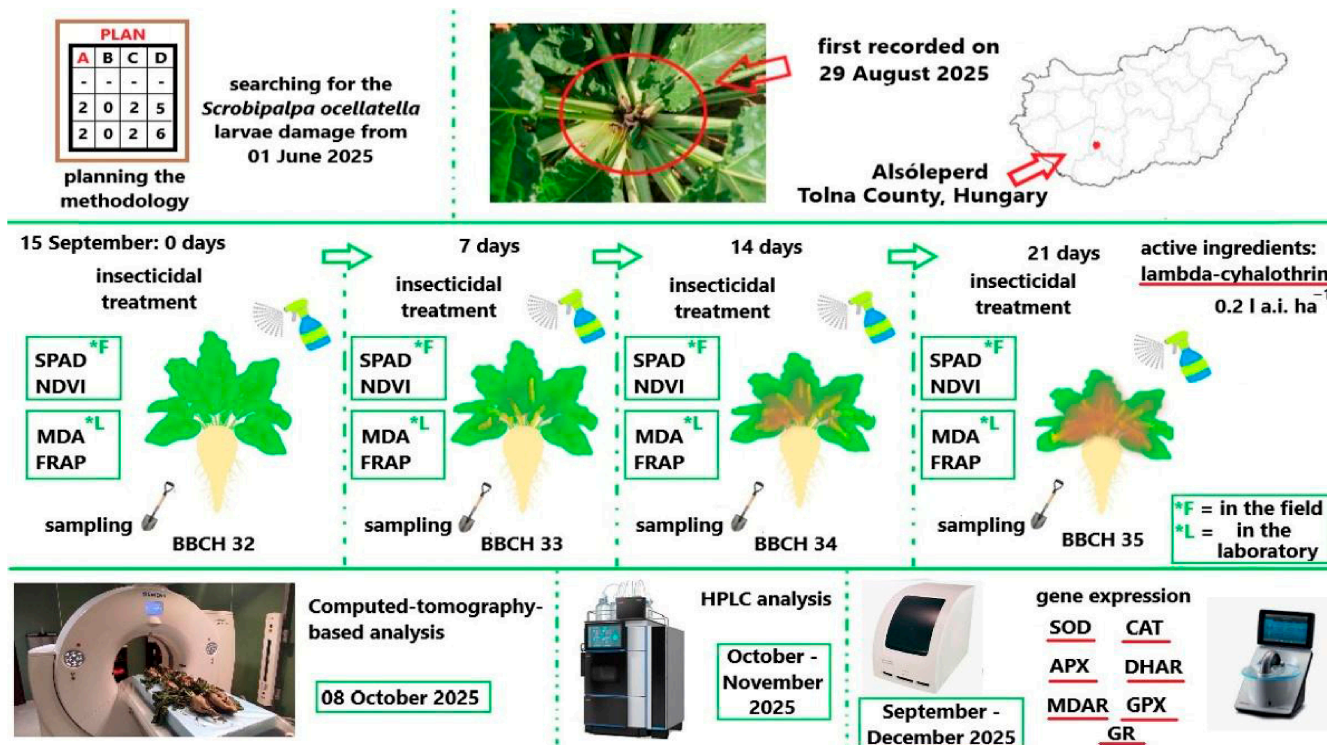 PLAN
A B C D
- - - -
2 0 2 5
2 0 2 6
planning the
methodology
searching for the
Scrobipalpa ocellatella
larvae damage from
01 June 2025
first recorded on
29 August 2025
Alsóleperd
Tolna County, Hungary
15 September: 0 days
insecticidal
treatment
SPAD *F
NDVI
MDA *L
FRAP
sampling
BBCH 32
7 days
insecticidal
treatment
SPAD *F
NDVI
MDA *L
FRAP
sampling
BBCH 33
14 days
insecticidal
treatment
SPAD *F
NDVI
MDA *L
FRAP
sampling
BBCH 34
21 days
insecticidal
treatment
SPAD *F
NDVI
MDA *L
FRAP
sampling
BBCH 35
active ingredients:
lambda-cyhalothrin
0.2 l a.i. ha⁻¹
*F = in the field
*L = in the
laboratory
Computed-tomography-
based analysis
08 October 2025
HPLC analysis
October -
November
2025
September -
December 2025
gene expression
SOD CAT
APX DHAR
MDAR GPX
GR